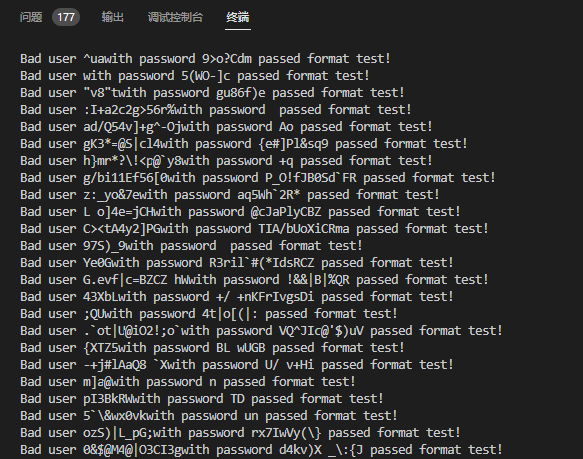 问题 177 输出 调试控制台 终端
Bad user ^uawith password 9>o?Cdm passed format test!
Bad user with password 5(WO-]c passed format test!
Bad user "v8"twith password gu86f)e passed format test!
Bad user :I+a2c2g>56r%with password  passed format test!
Bad user ad/Q54v]+g^-Ojwith password Ao passed format test!
Bad user gK3*=@S|cl4with password {e#]Pl&sq9 passed format test!
Bad user h}mr*?\!<p@`y8with password +q passed format test!
Bad user g/bi11Ef56[0with password P_O!fJB0Sd`FR passed format test!
Bad user z:_yo&7ewith password aq5Wh`2R* passed format test!
Bad user L o]4e=jCHwith password @cJaPlyCBZ passed format test!
Bad user C><tA4y2]PGwith password TIA/bUoXiCRma passed format test!
Bad user 97S)_9with password  passed format test!
Bad user Ye0Gwith password R3ril`#(*IdsRCZ passed format test!
Bad user G.evf|c=BZCZ hWwith password !&&|B|%QR passed format test!
Bad user 43XbLwith password +/ +nKFrIvgsDi passed format test!
Bad user ;QUwith password 4t|o[(|: passed format test!
Bad user .`ot|U@iO2!;o`with password VQ^JIc@'$)uV passed format test!
Bad user {XTZ5with password BL wUGB passed format test!
Bad user -+j#lAaQ8 `Xwith password U/ v+Hi passed format test!
Bad user m]a@with password n passed format test!
Bad user pI3BkRWwith password TD passed format test!
Bad user 5`\&wx0vkwith password un passed format test!
Bad user ozS)|L_pG;with password rx7IwVy(\} passed format test!
Bad user 0&$@M4@|O3CI3gwith password d4kv)X _\:{J passed format test!